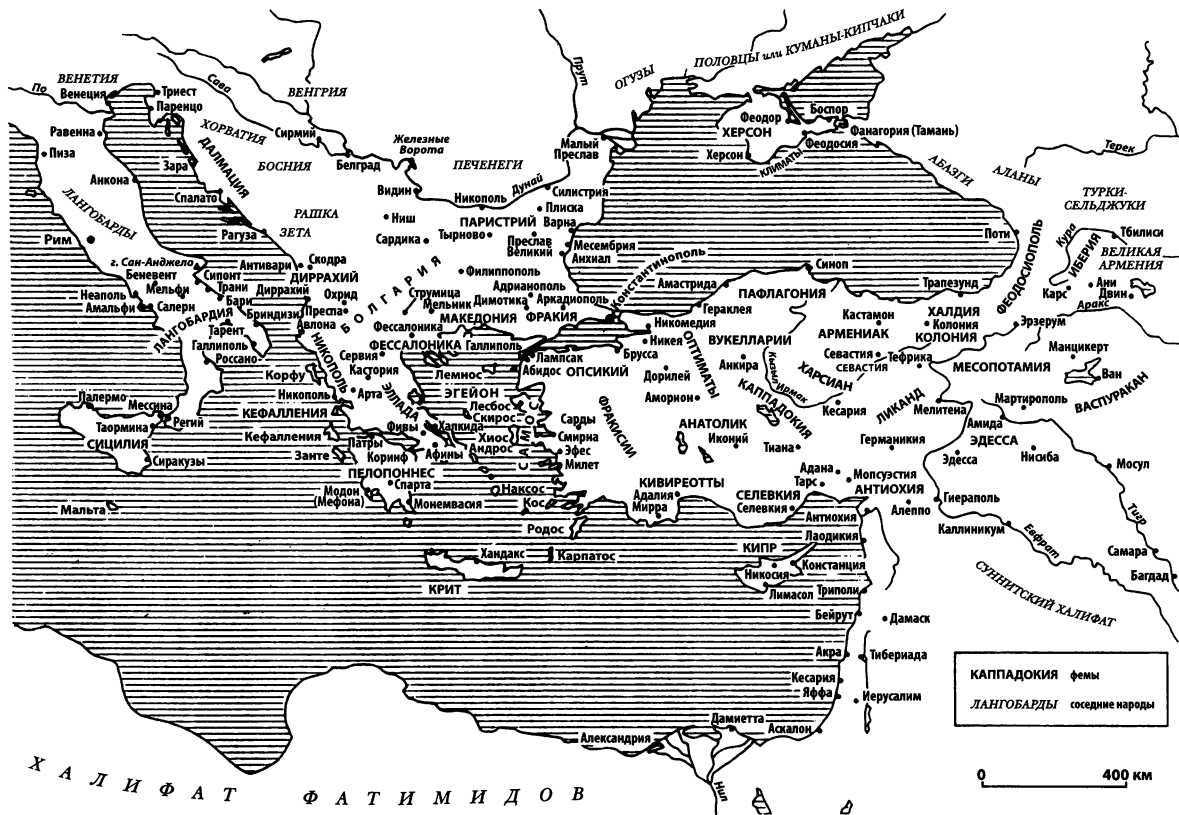 ПОЛОВЦЫ или КУМАНЫ-КИПЧАКИ
ОГУЗЫ
Прут
ВЕНЕТИЯ
Венеция
По
Триест
Паренцо
Сава
ВЕНГРИЯ
ХОРВАТИЯ
Сирмий
Равенна
Пиза
БОСНИЯ
Белград
Железные
Ворота
ПЕЧЕНЕГИ
Малый
Преслав
Феодор
ХЕРСОН
Боспор
Фанагория (Тамань)
Феодосия
Херсон
КЛИМАТЫ
АБАЗГИ
АЛАНЫ
Терек
ТУРКИ-
СЕЛЬДЖУКИ
Анкона
Зара
ДАЛМАЦИЯ
Спалато
Видин
Никополь
Дунай
Силистрия
Плиска
ПАРИСТРИЙ
Варна
Ниш
Сардика
Тырново
Преслав
Великий
Месембрия
Анхиал
РАШКА
ЗЕТА
Рагуза
ЛАНГОБАРДЫ
Рим
Поти
ФЕОДОСИОПОЛЬ
Кура
ИБЕРИЯ
Тбилиси
ВЕЛИКАЯ
АРМЕНИЯ
Ани
Двин
Карс
Аракс
г. Сан-Анджело
Беневент
Мельфи
Сипонт
Трани
Бари
Неаполь
Амальфи
Салерн
Антивари
Скодра
ДИРРАХИЙ
Диррахий
Охрид
Преспа
Авлона
БОЛГАРИЯ
Филиппополь
Струмица
Мельник
Адрианополь
Димотика
Аркадиополь
МАКЕДОНИЯ
ФРАКИЯ
Константинополь
Синоп
Амастрида
ПАФЛАГОНИЯ
Гераклея
Трапезунд
Кастамон
ХАЛДИЯ
Колония
КОЛОНИЯ
АРМЕНИАК
Эрзерум
ЛАНГОБАРДИЯ
Бриндизи
Тарент
Галлиполь
Россано
Фессалоника
ФЕССАЛОНИКА
Галлиполь
Никомедия
Никея
Брусса
ВУКЕЛЛАРИИ
Севастия
СЕВАСТИЯ
Тефрика
Манцикерт
Ван
МЕСОПОТАМИЯ
ВАСПУРАКАН
НИКОПОЛЬ
Сервия
Кастория
Корфу
Лемнос
Лампсак
Абидос
ОПСИКИЙ
ОПТИМАТЫ
Дорилей
Анкира
Кызыл-Ирмак
ХАРСИАН
КАППАДОКИЯ
Кесария
ЛИКАНД
Мелитена
Мартирополь
Амида
Палермо
Мессина
Таормина
Регий
СИЦИЛИЯ
Сиракузы
Мальта
Никополь
Арта
ЭЛЛАДА
КЕФАЛЛЕНИЯ
Кефалления
Занте
ЭГЕЙОН
Лесбос
Скирос
Хиос
Андрос
САМОС
Фивы
Халкида
Патры
Коринф
Афины
ПЕЛОПОННЕС
Спарта
Модон
(Мефона)
Монемвасия
Наксос
Кос
Родос
Карпатос
Хандакс
КРИТ
Аморион
ФРАКИСИИ
Сарды
Смирна
Эфес
Милет
АНАТОЛИК
Иконий
Тиана
Германикия
ЭДЕССА
Эдесса
Нисиба
Мосул
КИВИРЕОТТЫ
Адалия
Мирра
СЕЛЕВКИЯ
Селевкия
Адана
Тарс
Мопсуэстия
АНТИОХИЯ
Алеппо
Гиераполь
Каллиникум
Евфрат
Тигр
Самара
Багдад
СУННИТСКИЙ ХАЛИФАТ
Антиохия
Лаодикия
КИПР
Констанция
Никосия
Лимасол
Триполи
Бейрут
Дамаск
Акра
Тибериада
Кесария
Яффа
Иерусалим
Аскалон
Дамиетта
Александрия
Нил
ХАЛИФАТ ФАТИМИДОВ
КАППАДОКИЯ фемы
ЛАНГОБАРДЫ соседние народы
0 400 км